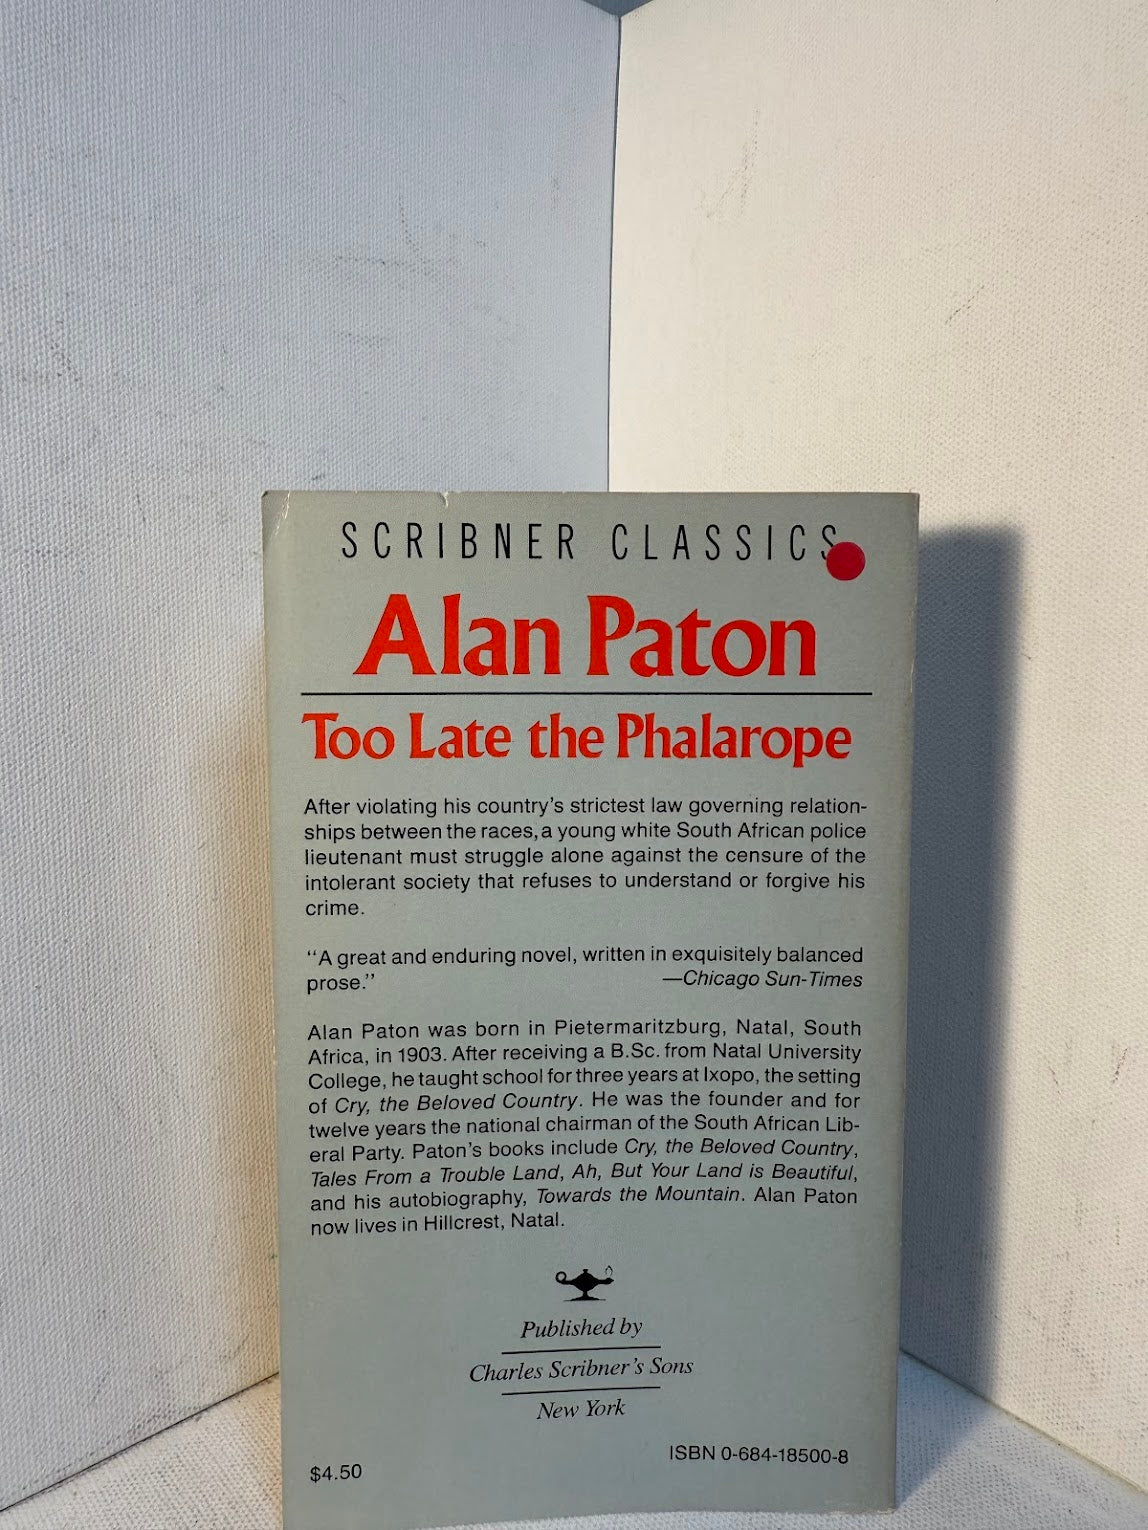 SCRIBNER CLASSICS
Alan Paton
Too Late the Phalarope
After violating his country's strictest law governing relation-
ships between the races, a young white South African police
lieutenant must struggle alone against the censure of the
intolerant society that refuses to understand or forgive his
crime.
"A great and enduring novel, written in exquisitely balanced
prose." —Chicago Sun-Times
Alan Paton was born in Pietermaritzburg, Natal, South
Africa, in 1903. After receiving a B.Sc. from Natal University
College, he taught school for three years at Ixopo, the setting
of Cry, the Beloved Country. He was the founder and for
twelve years the national chairman of the South African Lib-
eral Party. Paton's books include Cry, the Beloved Country,
Tales From a Trouble Land, Ah, But Your Land is Beautiful,
and his autobiography, Towards the Mountain. Alan Paton
now lives in Hillcrest, Natal.
Published by
Charles Scribner's Sons
New York
ISBN 0-684-18500-8
$4.50